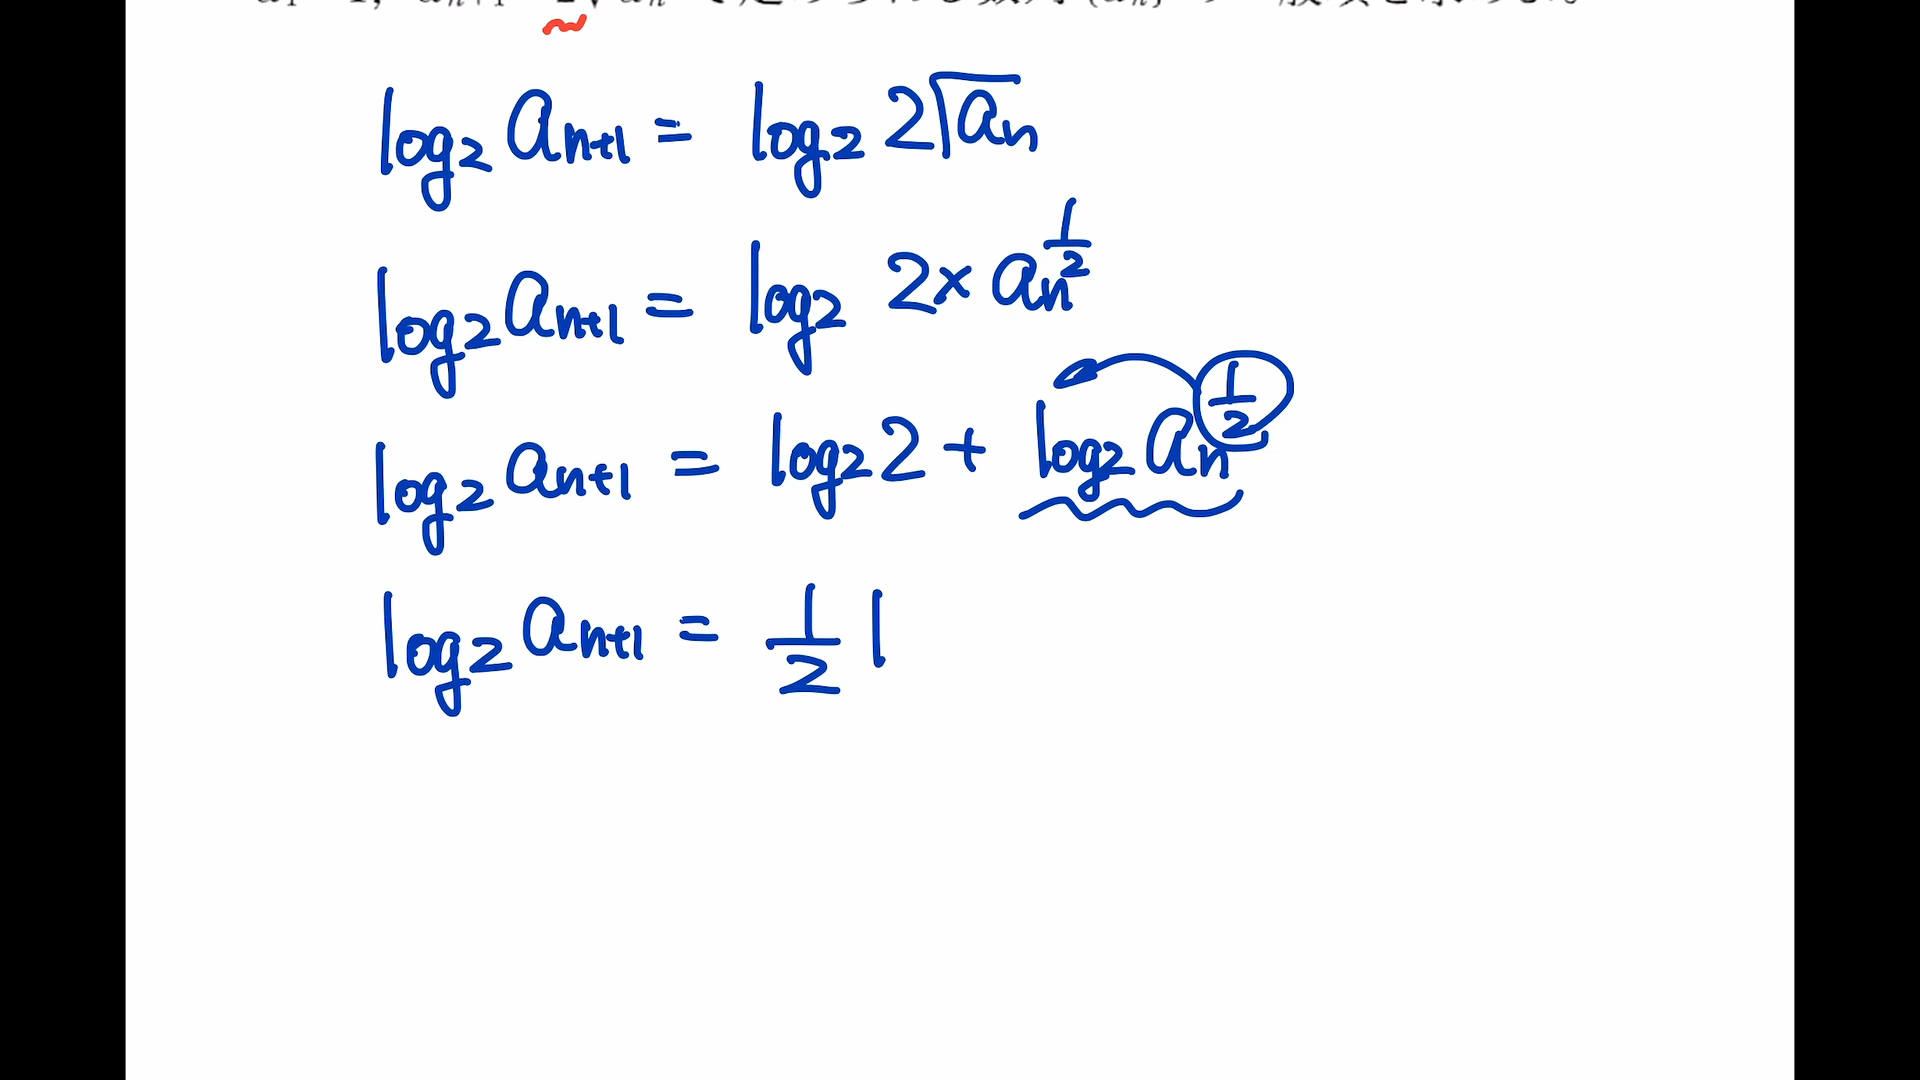 log₂ aₙ₊₁ = log₂ 2√aₙ
log₂ aₙ₊₁ = log₂ 2 × aₙ^(1/2)
log₂ aₙ₊₁ = log₂ 2 + log₂ aₙ^(1/2)
log₂ aₙ₊₁ = 1/2 l